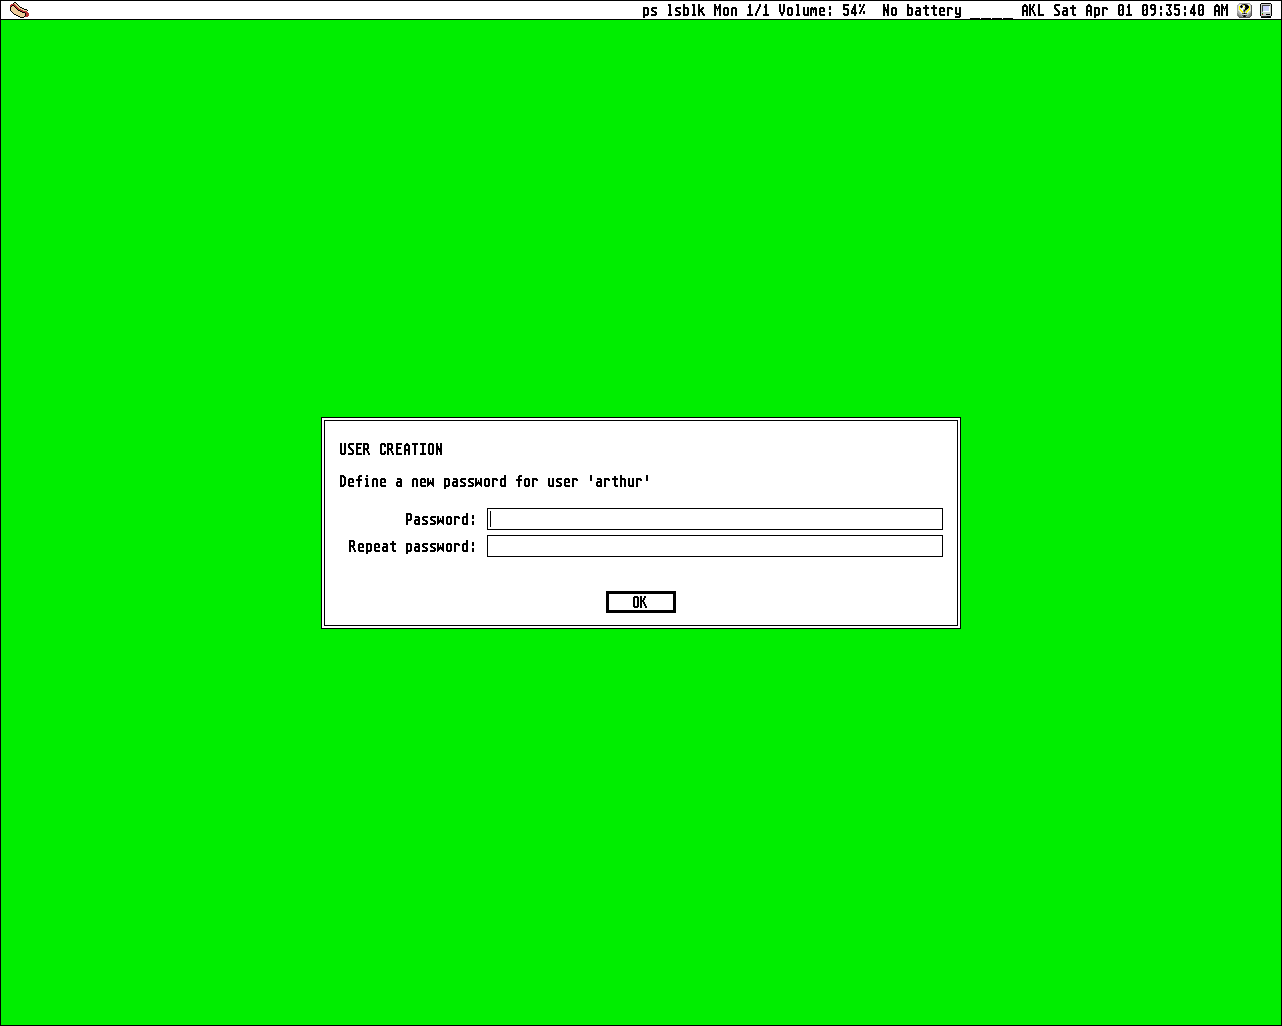 ps lsblk Mon 1/1 Volume: 54% No battery ____ AKL Sat Apr 01 09:35:40 AM
USER CREATION
Define a new password for user 'arthur'
Password:
Repeat password:
OK